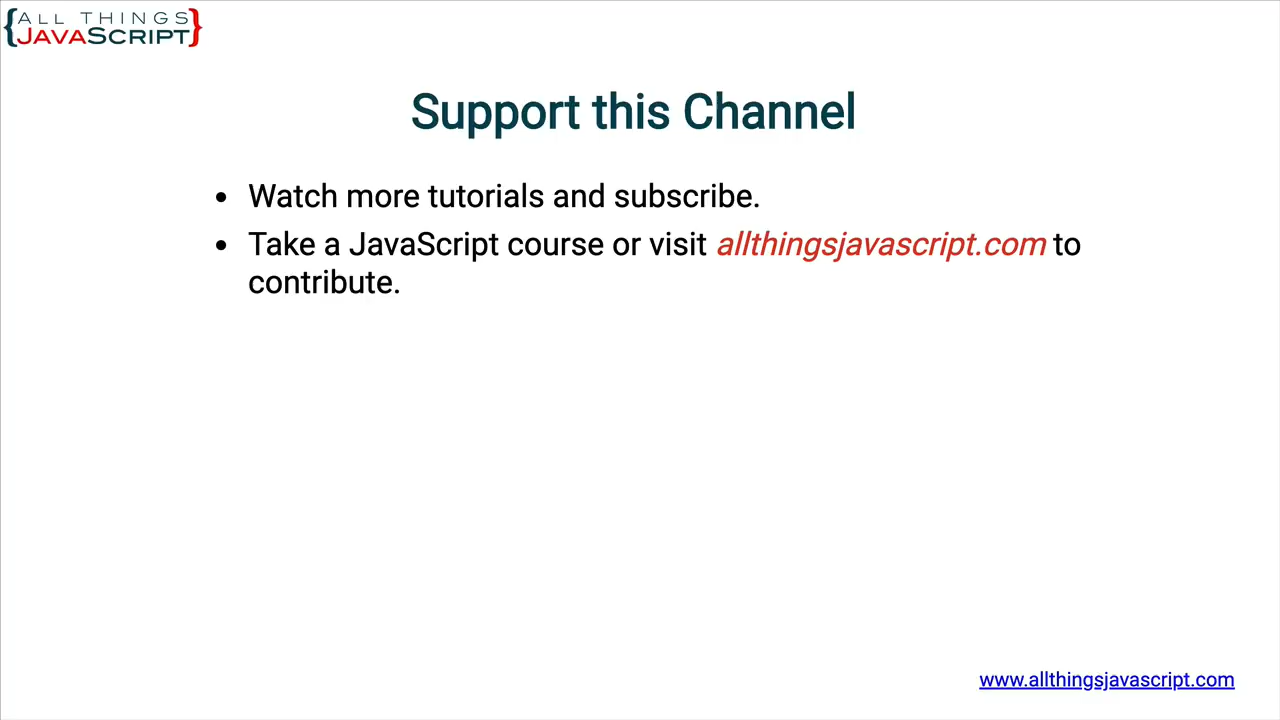 {ALL THINGS
JAVASCRIPT}
Support this Channel
• Watch more tutorials and subscribe.
• Take a JavaScript course or visit allthingsjavascript.com to
contribute.
www.allthingsjavascript.com